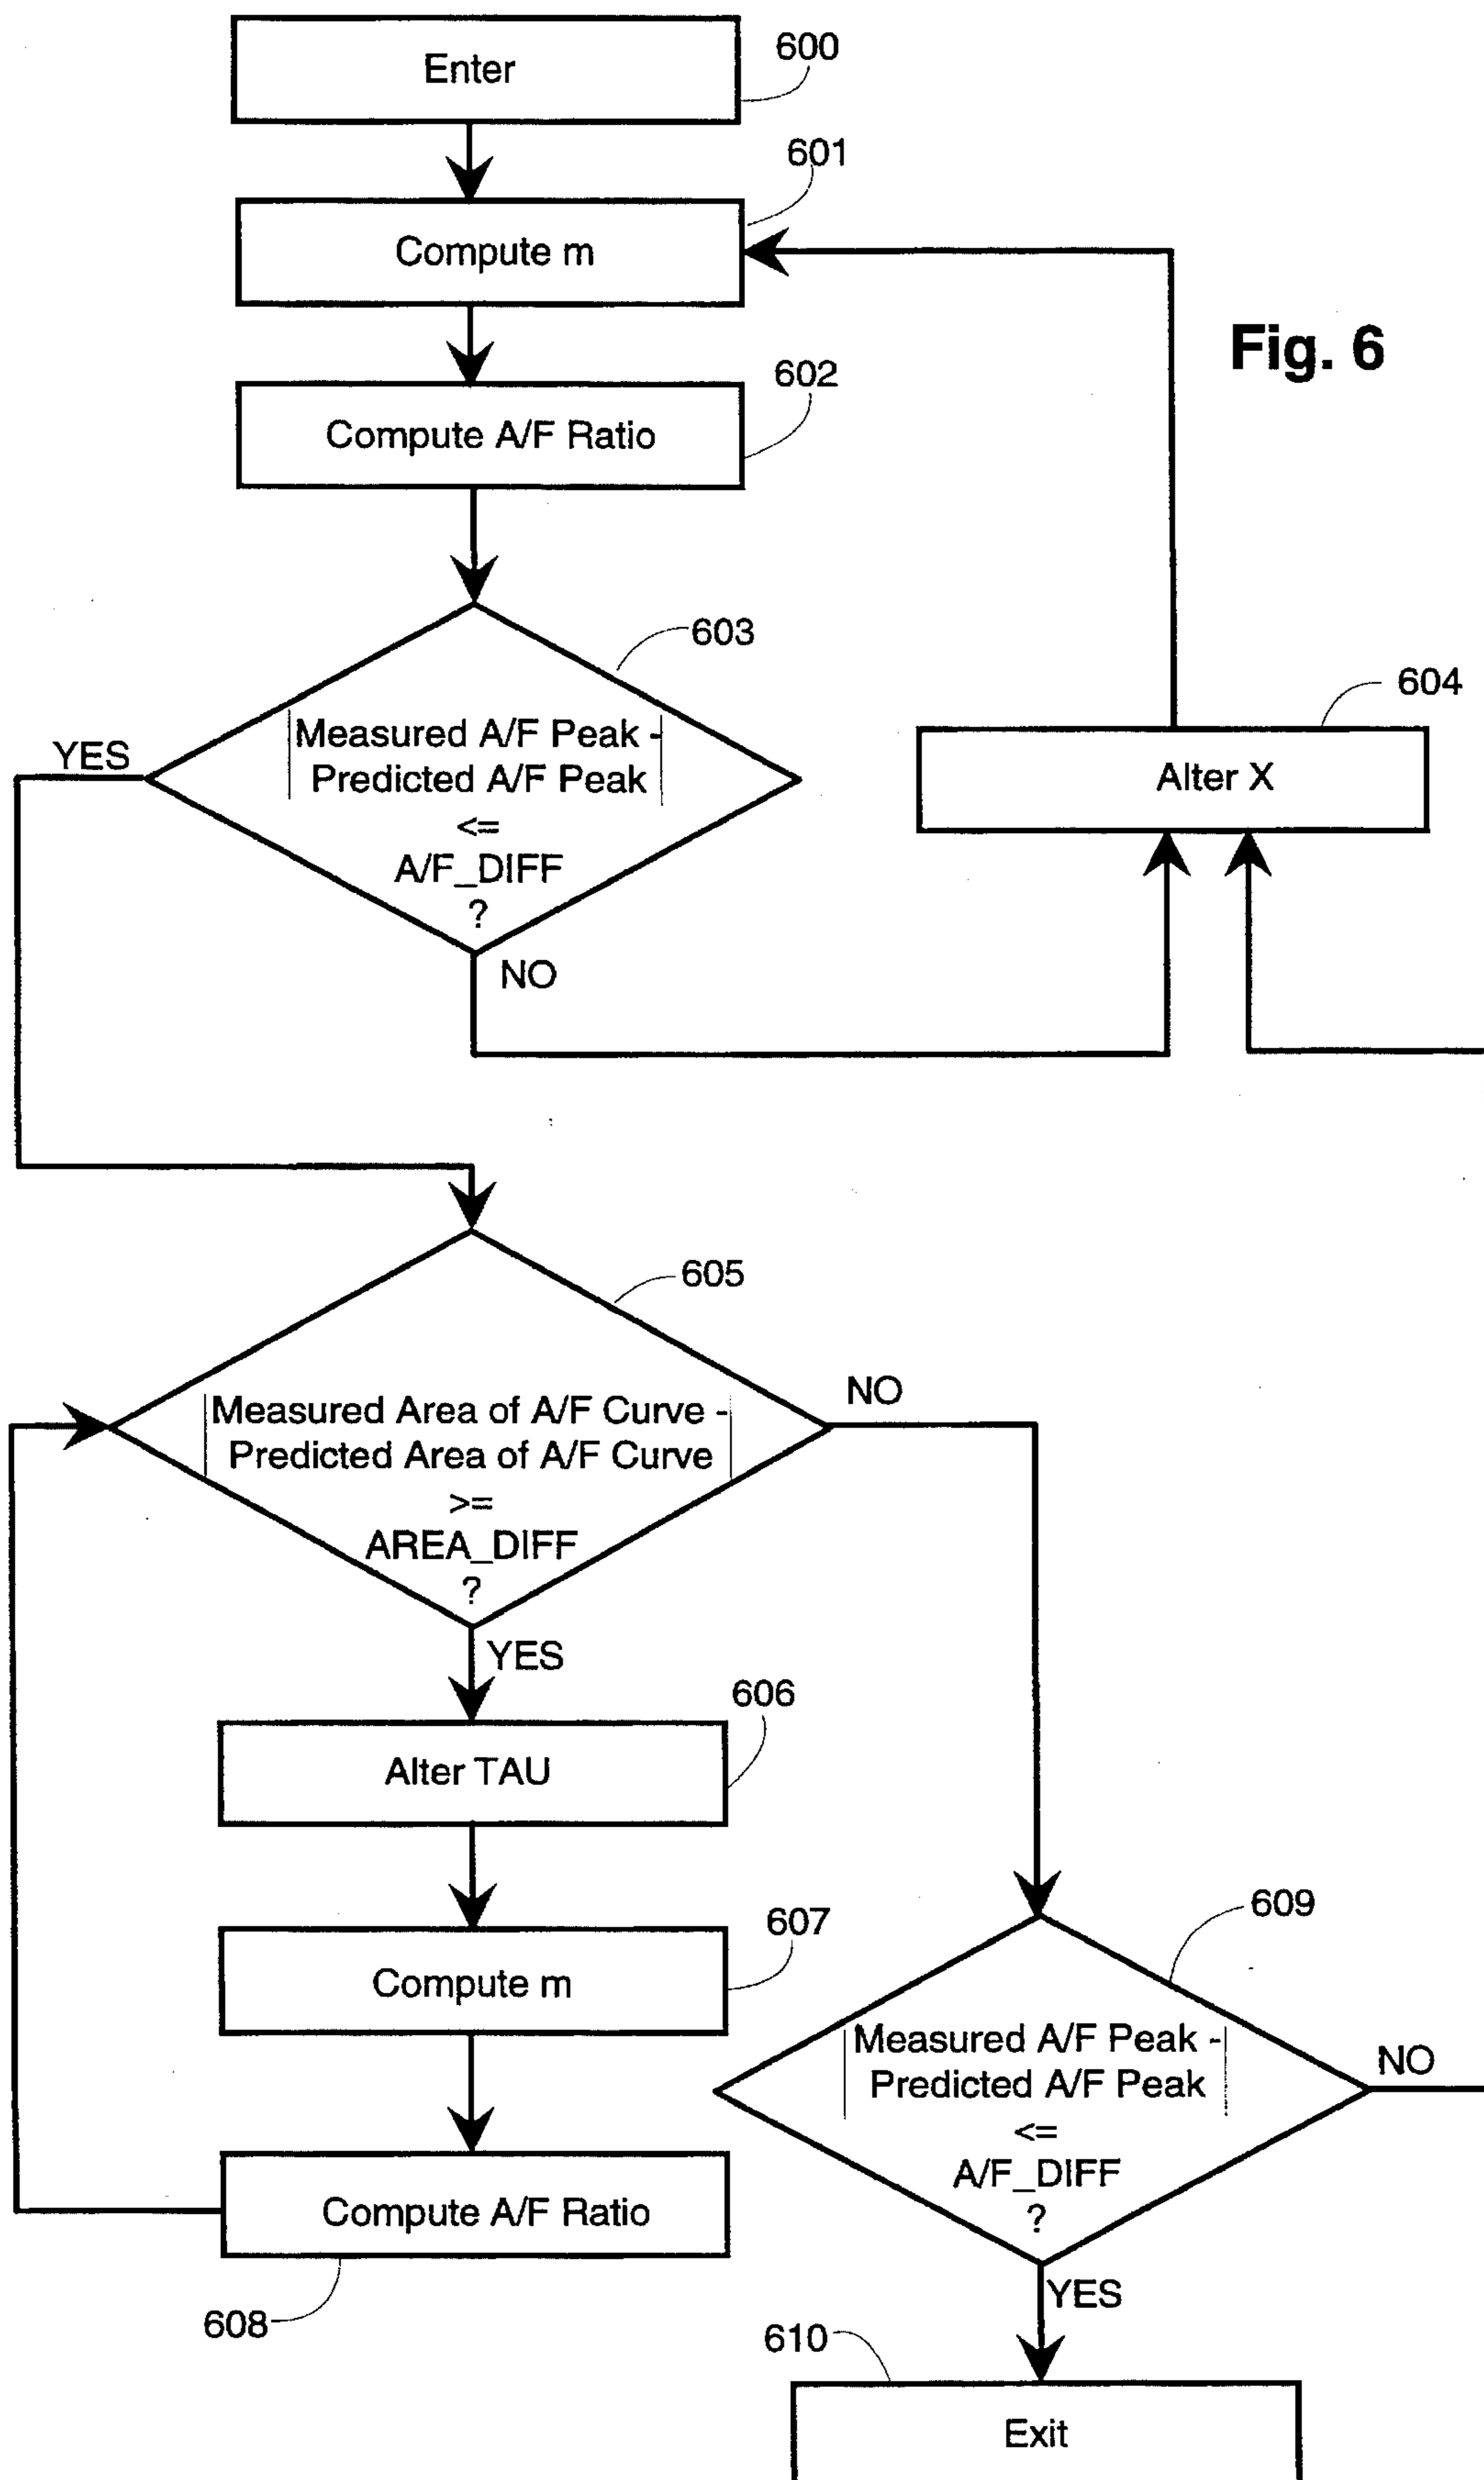 Enter
600
601
Compute m
Fig. 6
602
Compute A/F Ratio
603
604
Measured A/F Peak -
Predicted A/F Peak
<=
A/F_DIFF
?
YES
Alter X
NO
605
NO
Measured Area of A/F Curve -
Predicted Area of A/F Curve
>=
AREA_DIFF
?
YES
606
Alter TAU
607
Compute m
609
Measured A/F Peak -
Predicted A/F Peak
<=
A/F_DIFF
?
NO
Compute A/F Ratio
608
YES
610
Exit